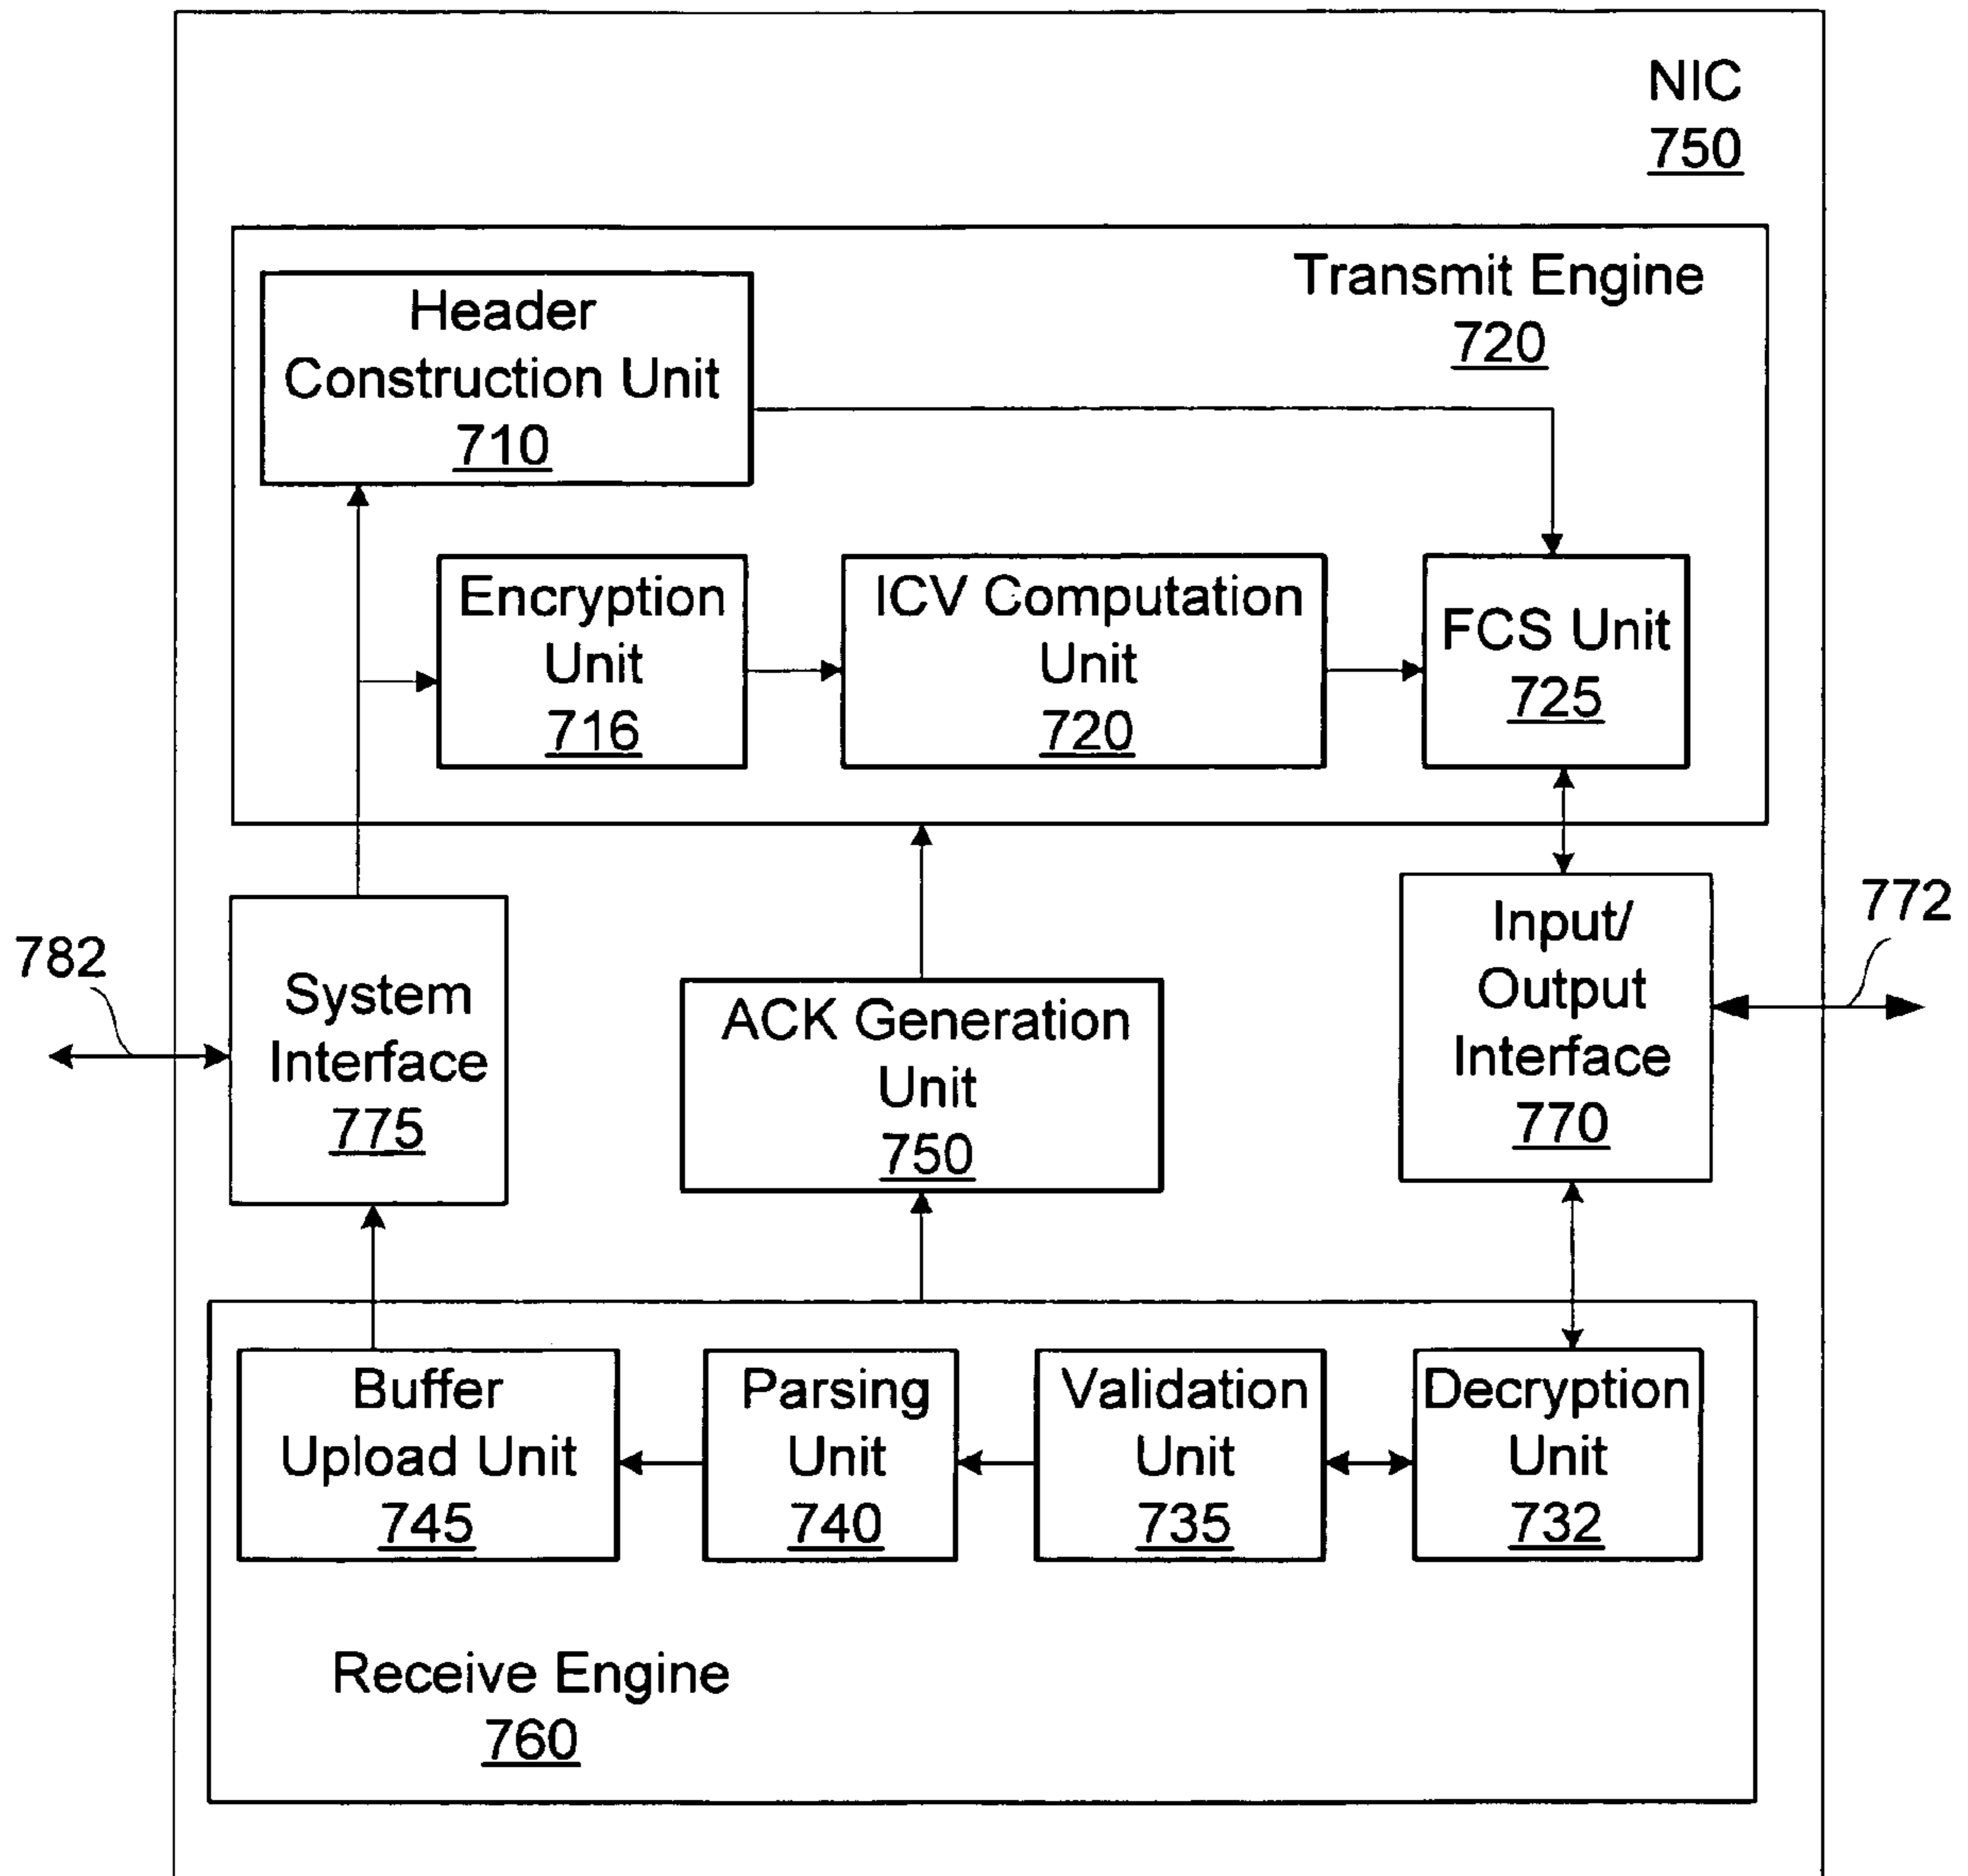 NIC
750
Transmit Engine
720
Header
Construction Unit
710
Encryption
Unit
716
ICV Computation
Unit
720
FCS Unit
725
782
System
Interface
775
ACK Generation
Unit
750
Input/
Output
Interface
770
772
Buffer
Upload Unit
745
Parsing
Unit
740
Validation
Unit
735
Decryption
Unit
732
Receive Engine
760